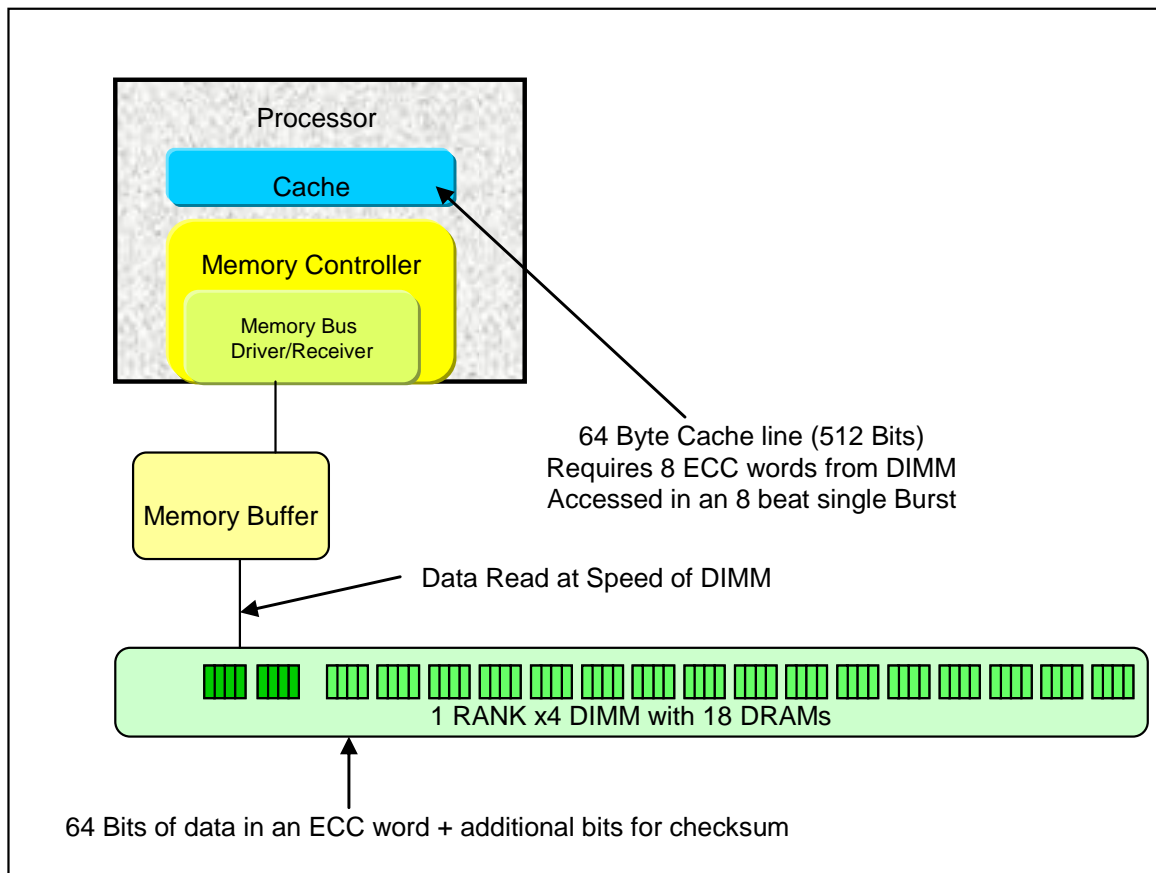 Processor
Cache
Memory Controller
Memory Bus
Driver/Receiver
64 Byte Cache line (512 Bits)
Requires 8 ECC words from DIMM
Accessed in an 8 beat single Burst
Memory Buffer
Data Read at Speed of DIMM
1 RANK x4 DIMM with 18 DRAMs
64 Bits of data in an ECC word + additional bits for checksum